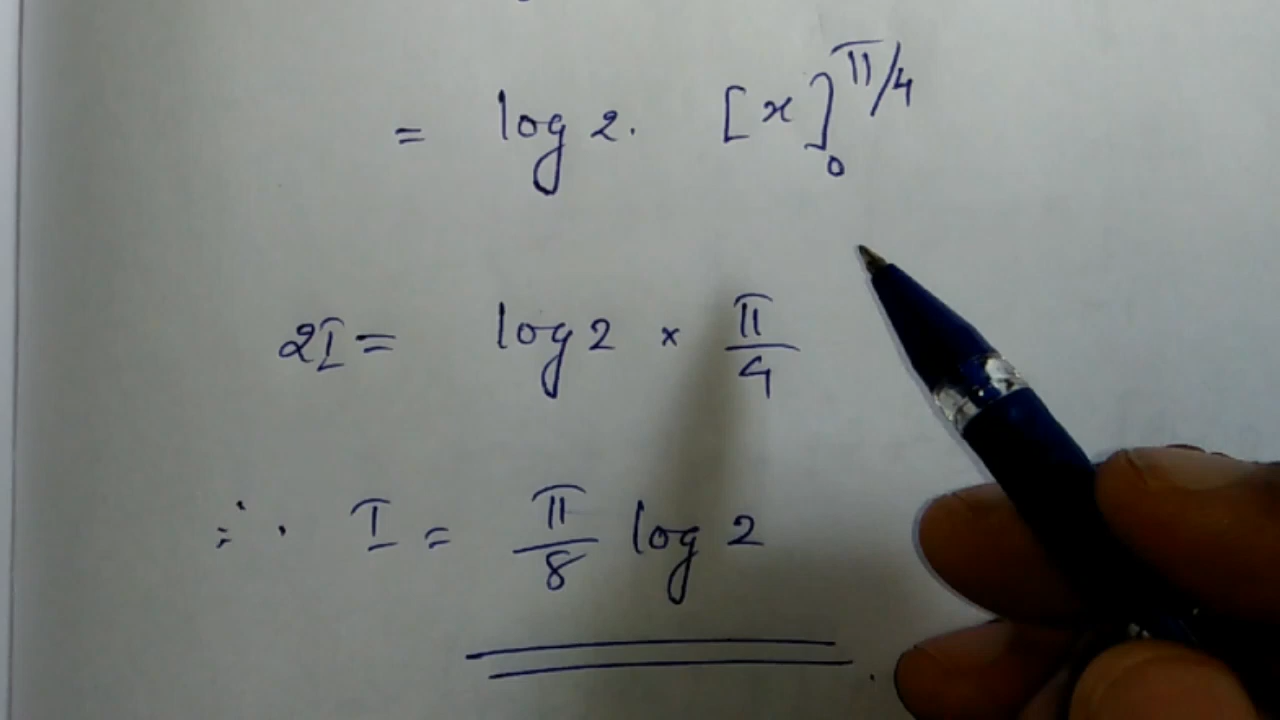 = log 2. [x]₀^π/4
2I = log 2 × π/4
∴. I = π/8 log 2